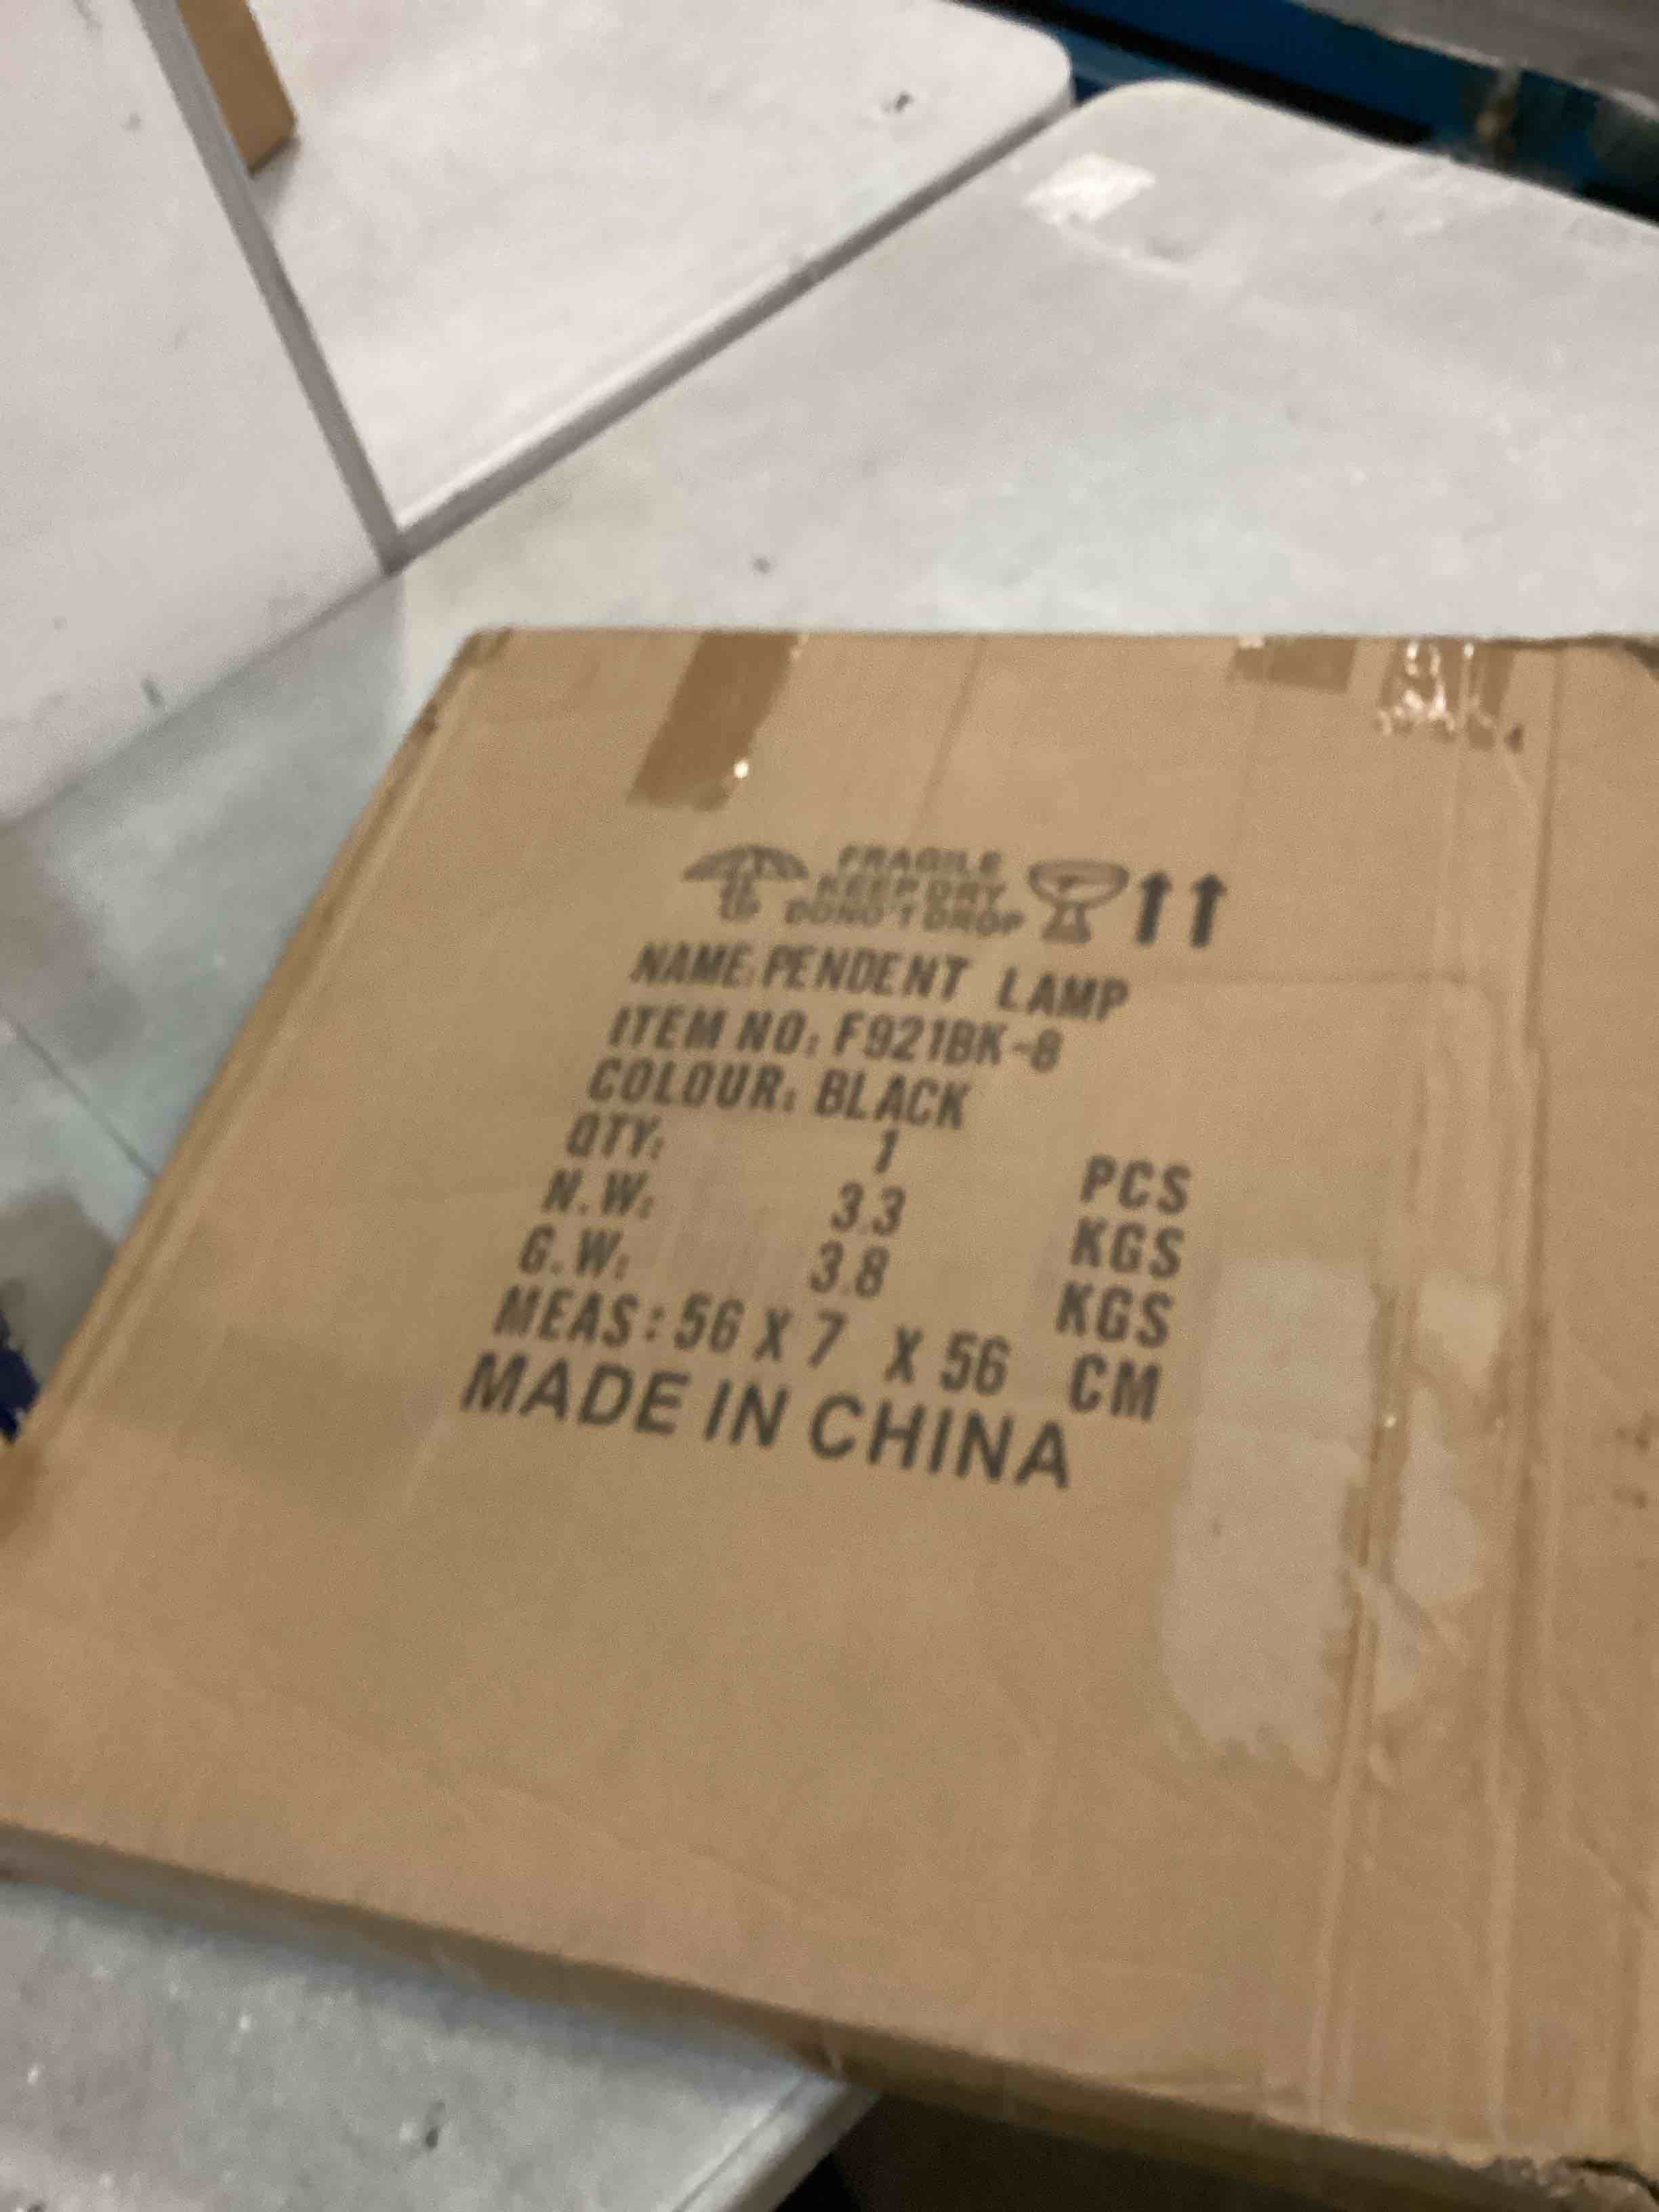 FRAGILE
KEEP DRY
DONO'T DROP
UP
NAME:PENDENT LAMP
ITEM NO: F921BK-8
COLOUR: BLACK
QTY: 1 PCS
N.W: 3.3 KGS
G.W: 3.8 KGS
MEAS: 56 X 7 X 56 CM
MADE IN CHINA